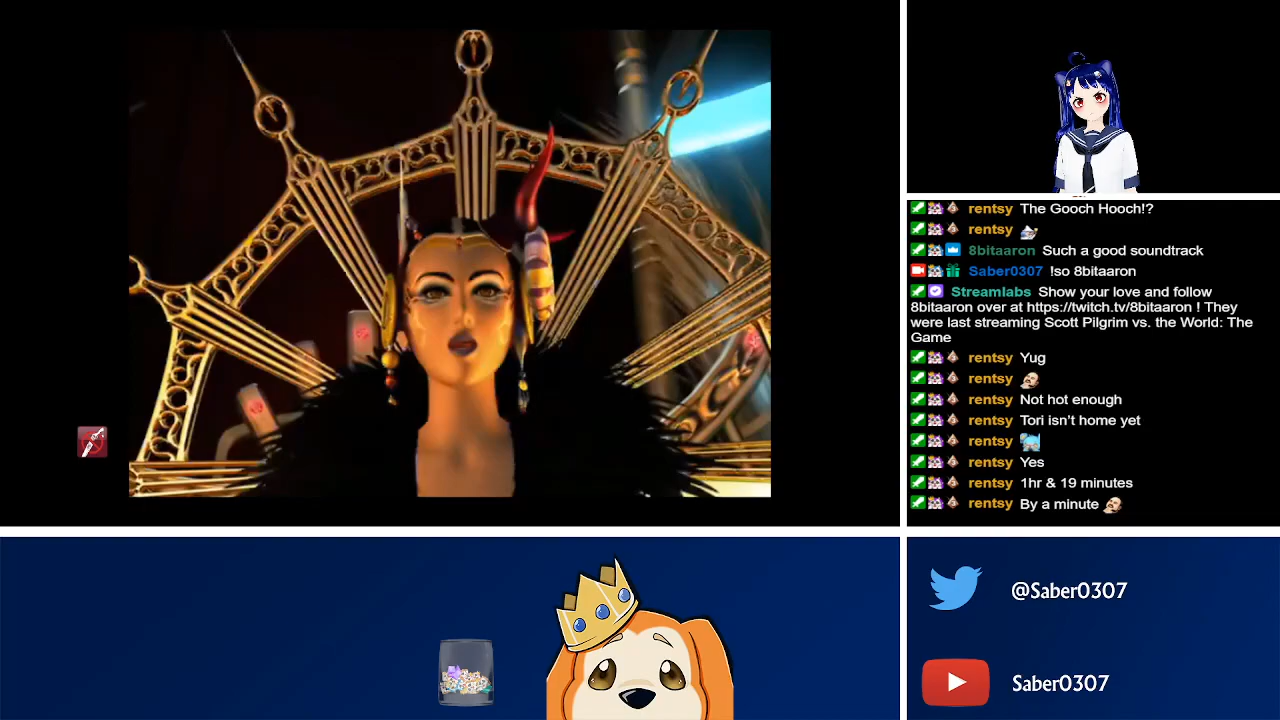 rentsy The Gooch Hooch!?
rentsy
8bitaaron Such a good soundtrack
Saber0307 !so 8bitaaron
Streamlabs Show your love and follow
8bitaaron over at https://twitch.tv/8bitaaron ! They
were last streaming Scott Pilgrim vs. the World: The
Game
rentsy Yug
rentsy
rentsy Not hot enough
rentsy Tori isn't home yet
rentsy
rentsy Yes
rentsy 1hr & 19 minutes
rentsy By a minute
@Saber0307
Saber0307